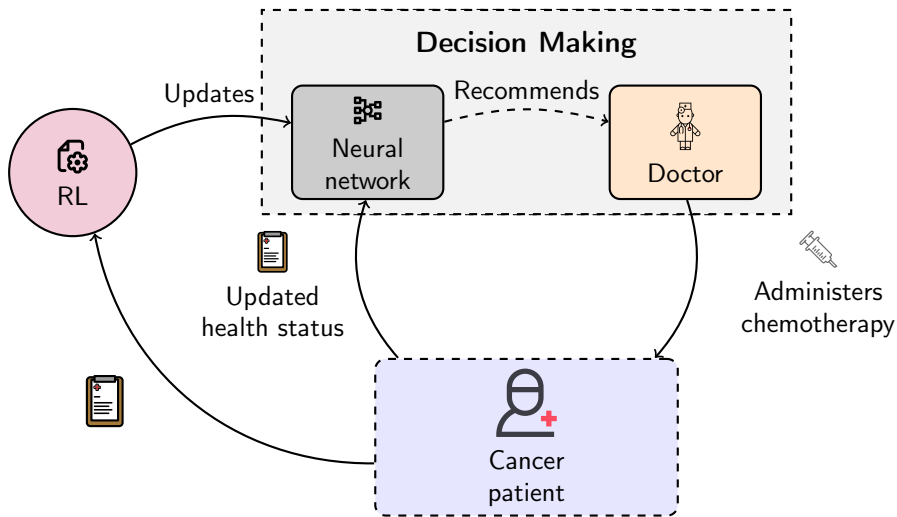 Decision Making
Updates
Recommends
RL
Neural
network
Doctor
Updated
health status
Administers
chemotherapy
Cancer
patient